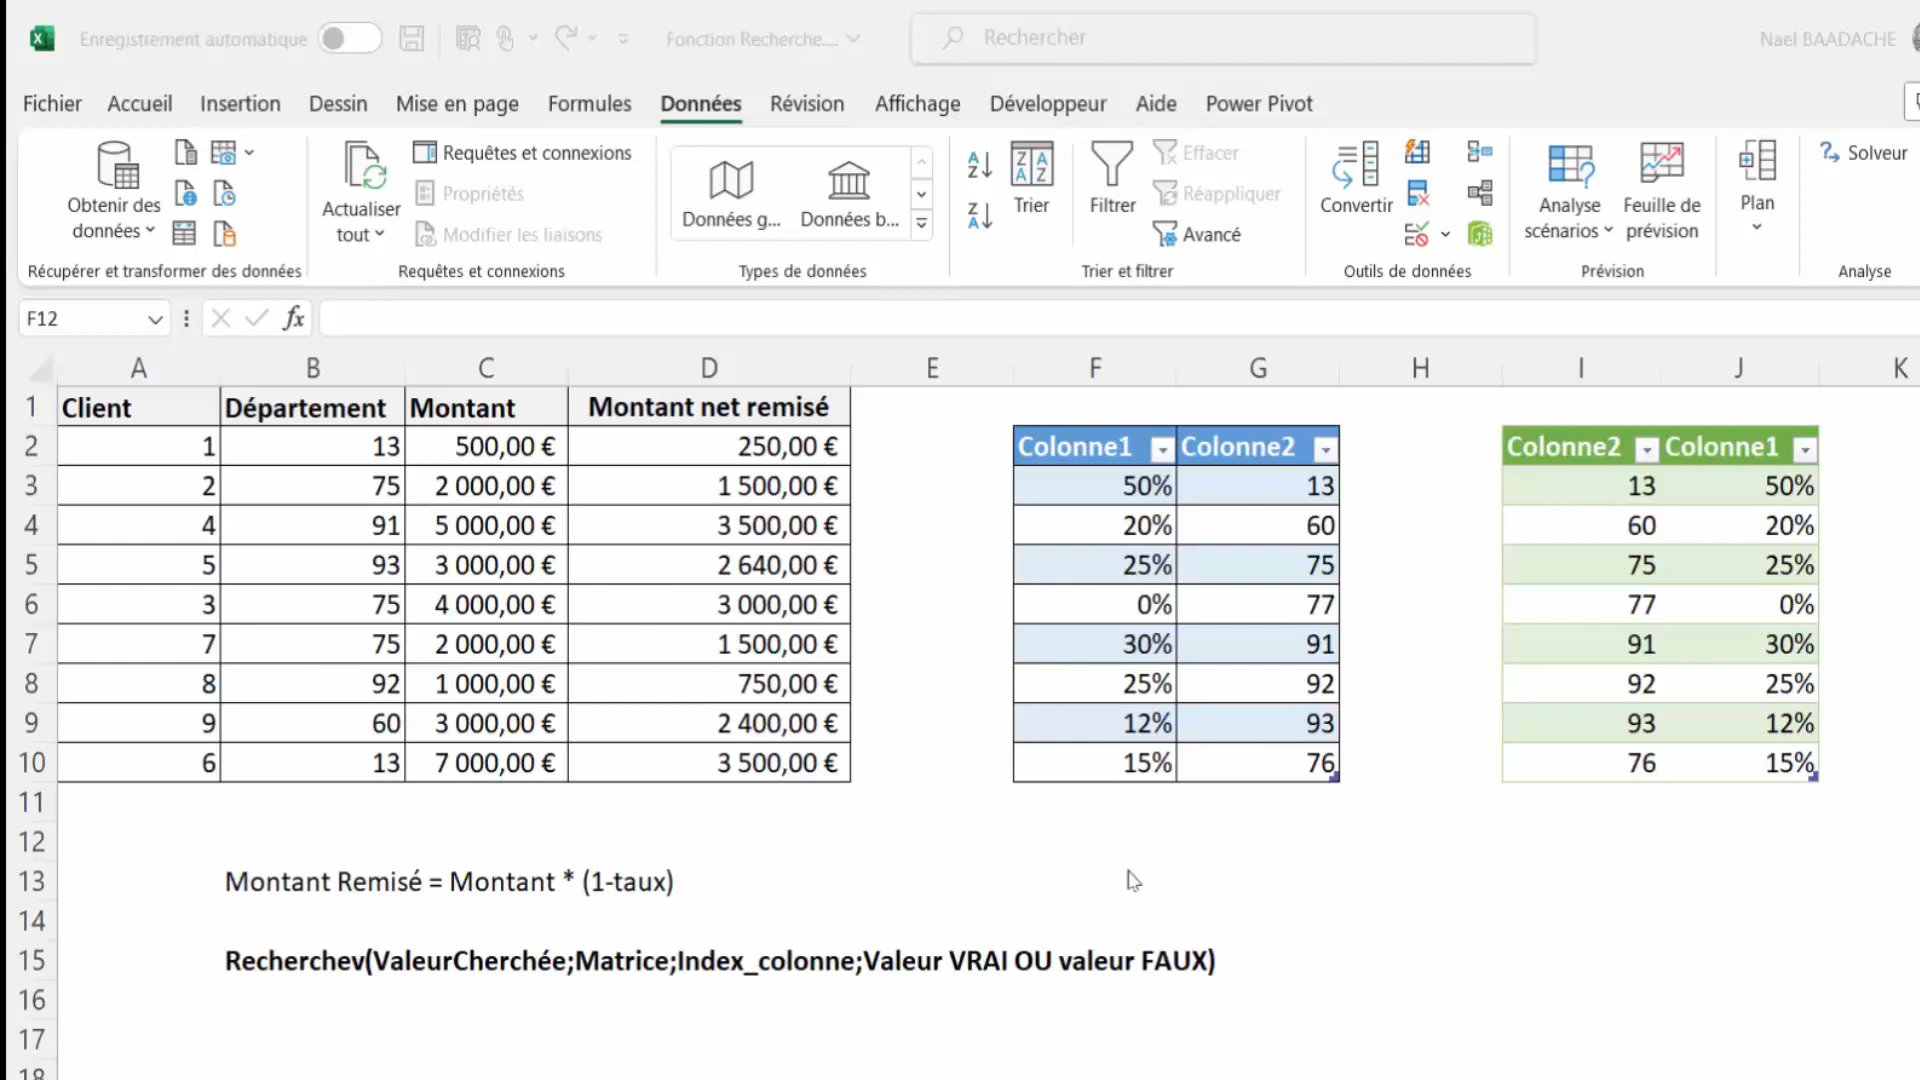 Enregistrement automatique
Fonction Recherche....
Rechercher
Nael BAADACHE
Fichier Accueil Insertion Dessin Mise en page Formules Données Révision Affichage Développeur Aide Power Pivot
Obtenir des données
Actualiser tout
Requêtes et connexions
Propriétés
Modifier les liaisons
Données g...
Données b...
Trier
Filtrer
Effacer
Réappliquer
Avancé
Convertir
Analyse scénarios
Feuille de prévision
Plan
Solveur
Récupérer et transformer des données
Requêtes et connexions
Types de données
Trier et filtrer
Outils de données
Prévision
Analyse
F12
fx
A B C D E F G H I J K
1 Client Département Montant Montant net remisé
2 1 13 500,00 € 250,00 € Colonne1 Colonne2 Colonne2 Colonne1
3 2 75 2 000,00 € 1 500,00 € 50% 13 13 50%
4 4 91 5 000,00 € 3 500,00 € 20% 60 60 20%
5 5 93 3 000,00 € 2 640,00 € 25% 75 75 25%
6 3 75 4 000,00 € 3 000,00 € 0% 77 77 0%
7 7 75 2 000,00 € 1 500,00 € 30% 91 91 30%
8 8 92 1 000,00 € 750,00 € 25% 92 92 25%
9 9 60 3 000,00 € 2 400,00 € 12% 93 93 12%
10 6 13 7 000,00 € 3 500,00 € 15% 76 76 15%
11
12
13 Montant Remisé = Montant * (1-taux)
14
15 Recherchev(ValeurCherchée;Matrice;Index_colonne;Valeur VRAI OU valeur FAUX)
16
17
18